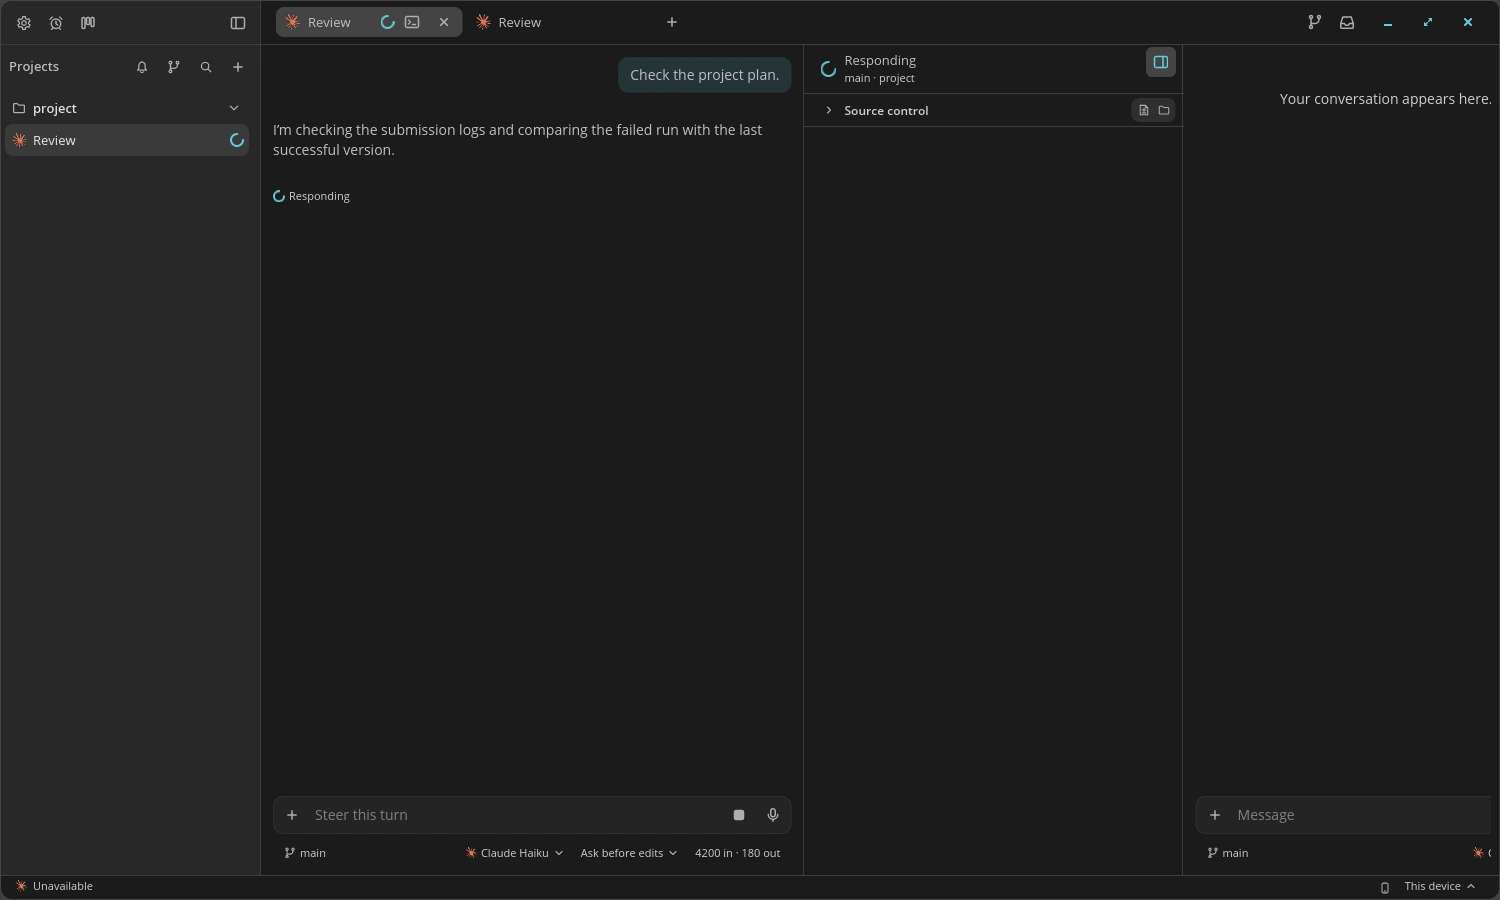 Review
Review
Projects
project
Review
Check the project plan.
I'm checking the submission logs and comparing the failed run with the last
successful version.
Responding
Steer this turn
main
Claude Haiku
Ask before edits
4200 in · 180 out
Responding
main · project
Source control
Your conversation appears here.
Message
main
Unavailable
This device